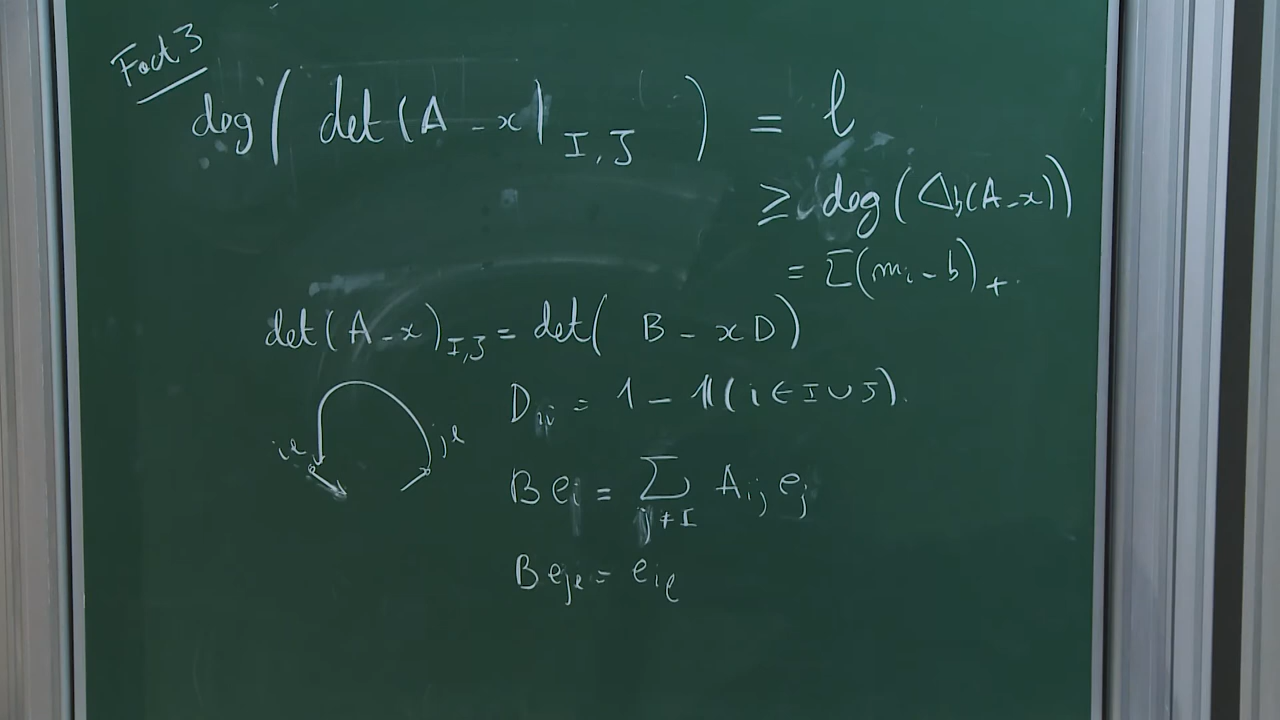 Fact 3
deg( det(A - x)_{I,J} ) = ℓ
≥ deg(Δ_b(A-x))
= Σ(m_i - b)_+.
det(A-x)_{I,J} = det( B - xD)
D_{ii} = 1 - 𝟙(i ∈ I ∪ J).
i_ℓ j_ℓ
B e_i = Σ_{j∉I} A_{ij} e_j
B e_{j_ℓ} = e_{i_ℓ}